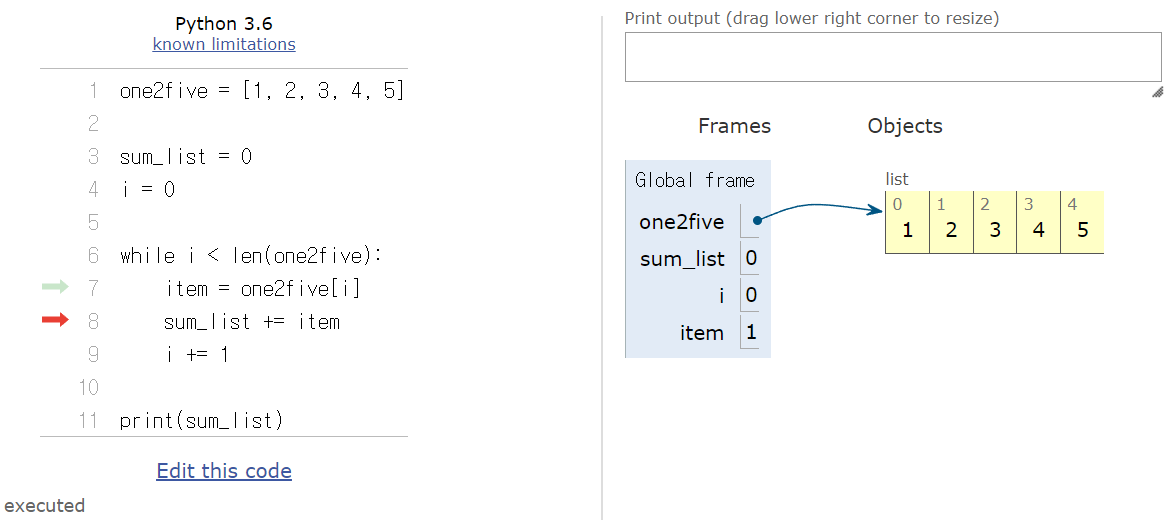 Python 3.6
known limitations
1 one2five = [1, 2, 3, 4, 5]
2
3 sum_list = 0
4 i = 0
5
6 while i < len(one2five):
7 item = one2five[i]
8 sum_list += item
9 i += 1
10
11 print(sum_list)
Edit this code
executed
Print output (drag lower right corner to resize)
Frames Objects
Global frame
one2five
sum_list 0
i 0
item 1
list
0 1 2 3 4
1 2 3 4 5